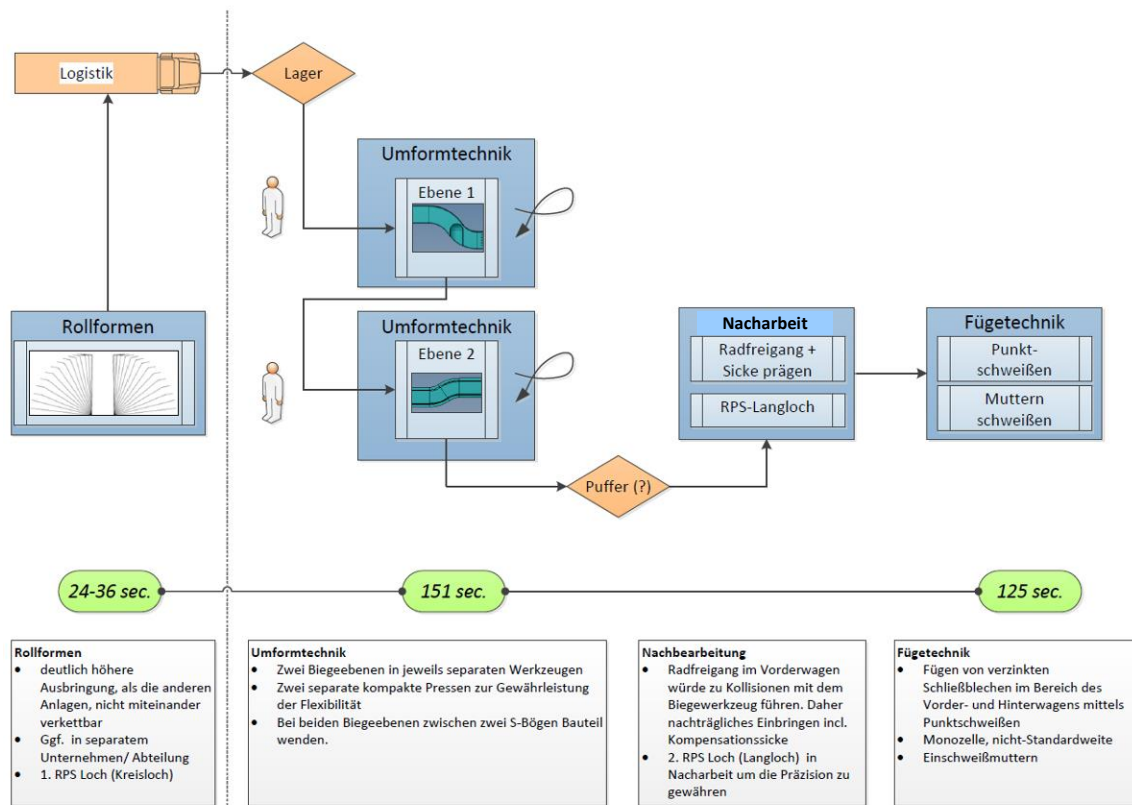 Logistik
Lager
Umformtechnik
Ebene 1
Rollformen
Umformtechnik
Ebene 2
Nacharbeit
Radfreigang +
Sicke prägen
RPS-Langloch
Fügetechnik
Punkt-
schweißen
Muttern
schweißen
Puffer (?)
24-36 sec.
151 sec.
125 sec.
Rollformen
• deutlich höhere
Ausbringung, als die anderen
Anlagen, nicht miteinander
verkettbar
• Ggf. in separatem
Unternehmen/ Abteilung
• 1. RPS Loch (Kreisloch)
Umformtechnik
• Zwei Biegeebenen in jeweils separaten Werkzeugen
• Zwei separate kompakte Pressen zur Gewährleistung
der Flexibilität
• Bei beiden Biegeebenen zwischen zwei S-Bögen Bauteil
wenden.
Nachbearbeitung
• Radfreigang im Vorderwagen
würde zu Kollisionen mit dem
Biegewerkzeug führen. Daher
nachträgliches Einbringen incl.
Kompensationssicke
• 2. RPS Loch (Langloch) in
Nacharbeit um die Präzision zu
gewähren
Fügetechnik
• Fügen von verzinkten
Schließblechen im Bereich des
Vorder- und Hinterwagens mittels
Punktschweißen
• Monozelle, nicht-Standardweite
• Einschweißmuttern